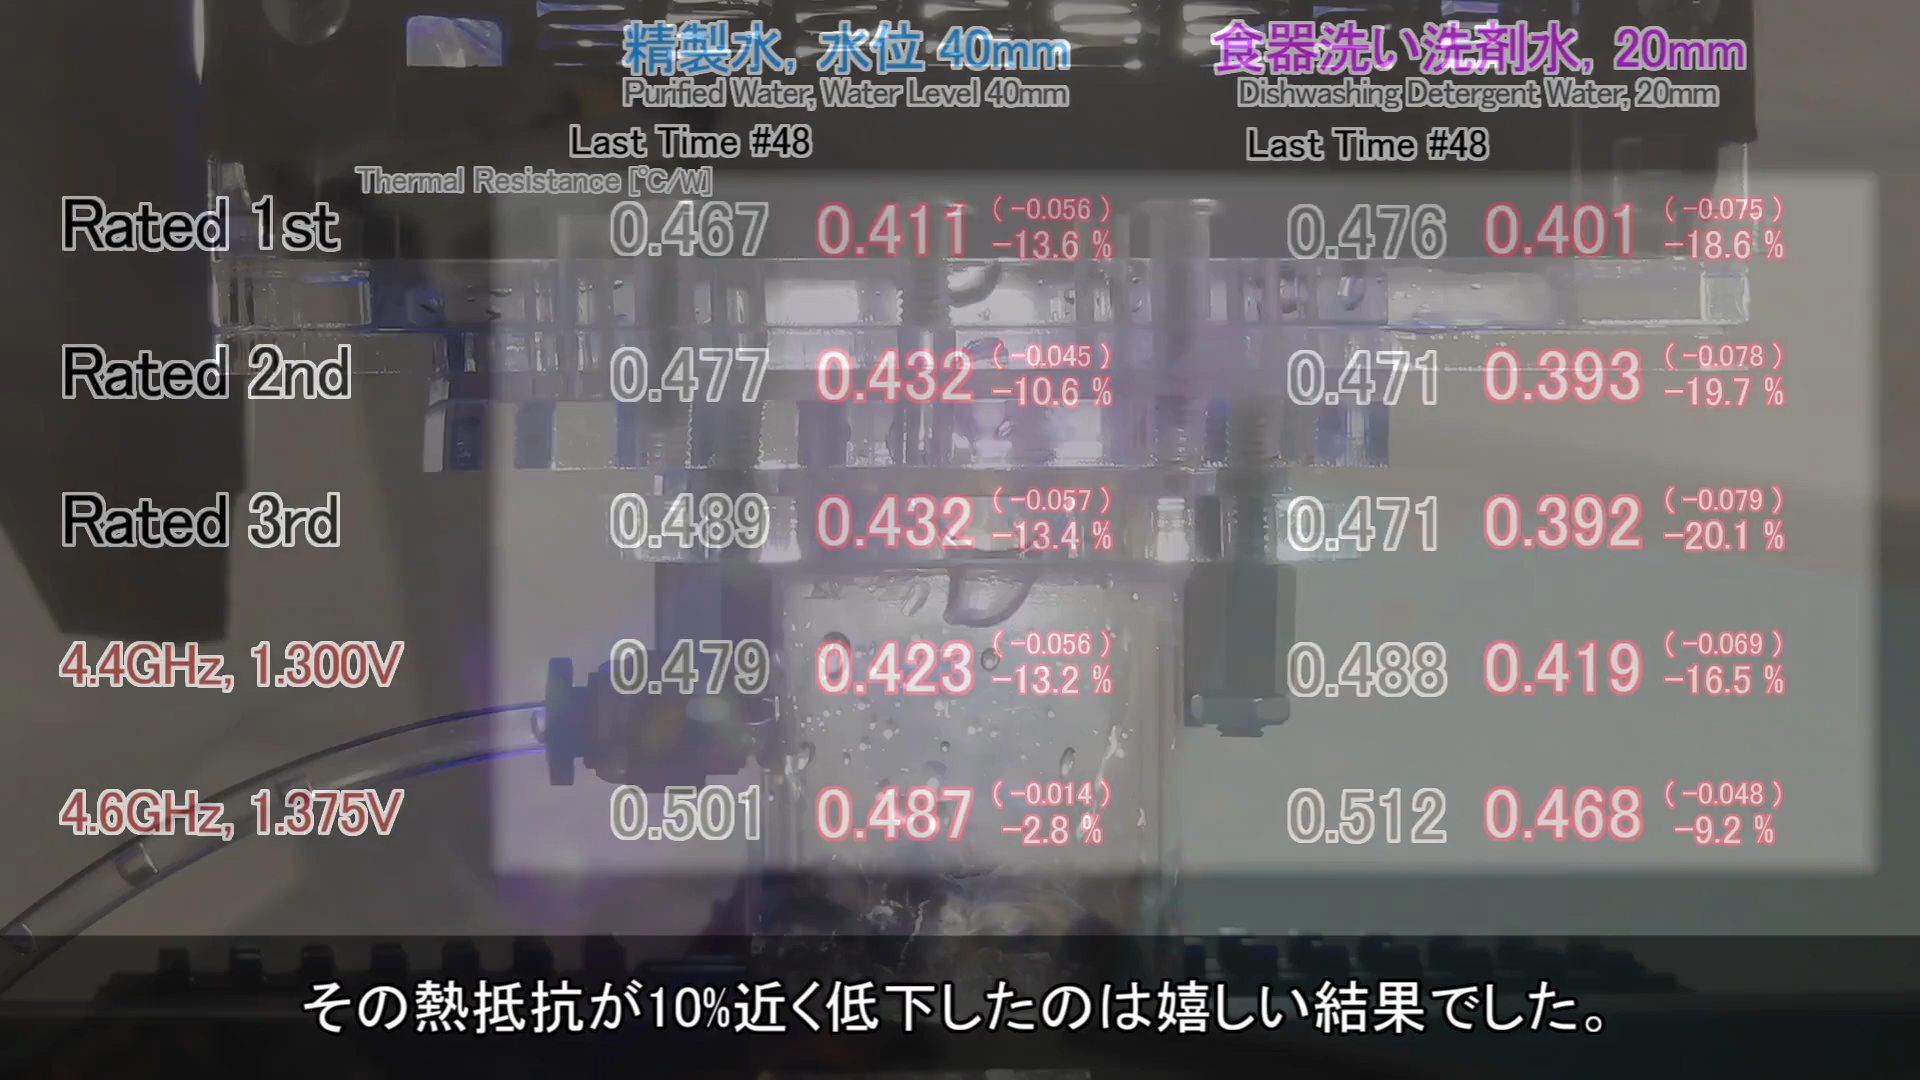 精製水, 水位 40mm 食器洗い洗剤水, 20mm
Purified Water, Water Level 40mm Dishwashing Detergent Water, 20mm
Last Time #48 Last Time #48
Thermal Resistance [℃/W]
Rated 1st 0.467 0.411 (-0.056) -13.6 % 0.476 0.401 (-0.075) -18.6 %
Rated 2nd 0.477 0.432 (-0.045) -10.6 % 0.471 0.393 (-0.078) -19.7 %
Rated 3rd 0.489 0.432 (-0.057) -13.4 % 0.471 0.392 (-0.079) -20.1 %
4.4GHz, 1.300V 0.479 0.423 (-0.056) -13.2 % 0.488 0.419 (-0.069) -16.5 %
4.6GHz, 1.375V 0.501 0.487 (-0.014) -2.8 % 0.512 0.468 (-0.048) -9.2 %
その熱抵抗が10%近く低下したのは嬉しい結果でした。